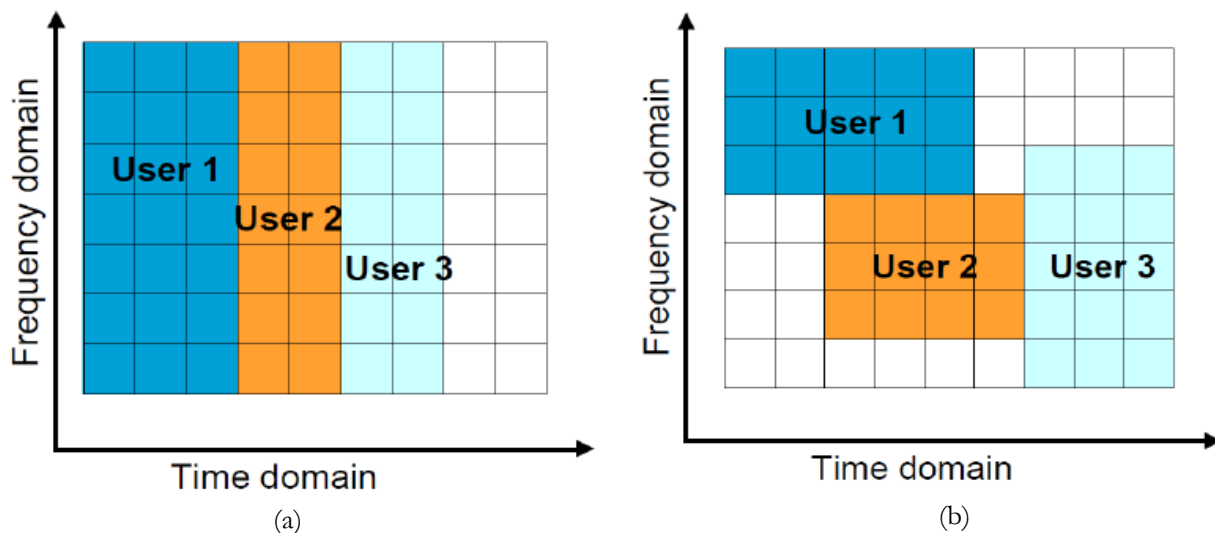 Frequency domain
User 1
User 2
User 3
Time domain
(a)
Frequency domain
User 1
User 2
User 3
Time domain
(b)